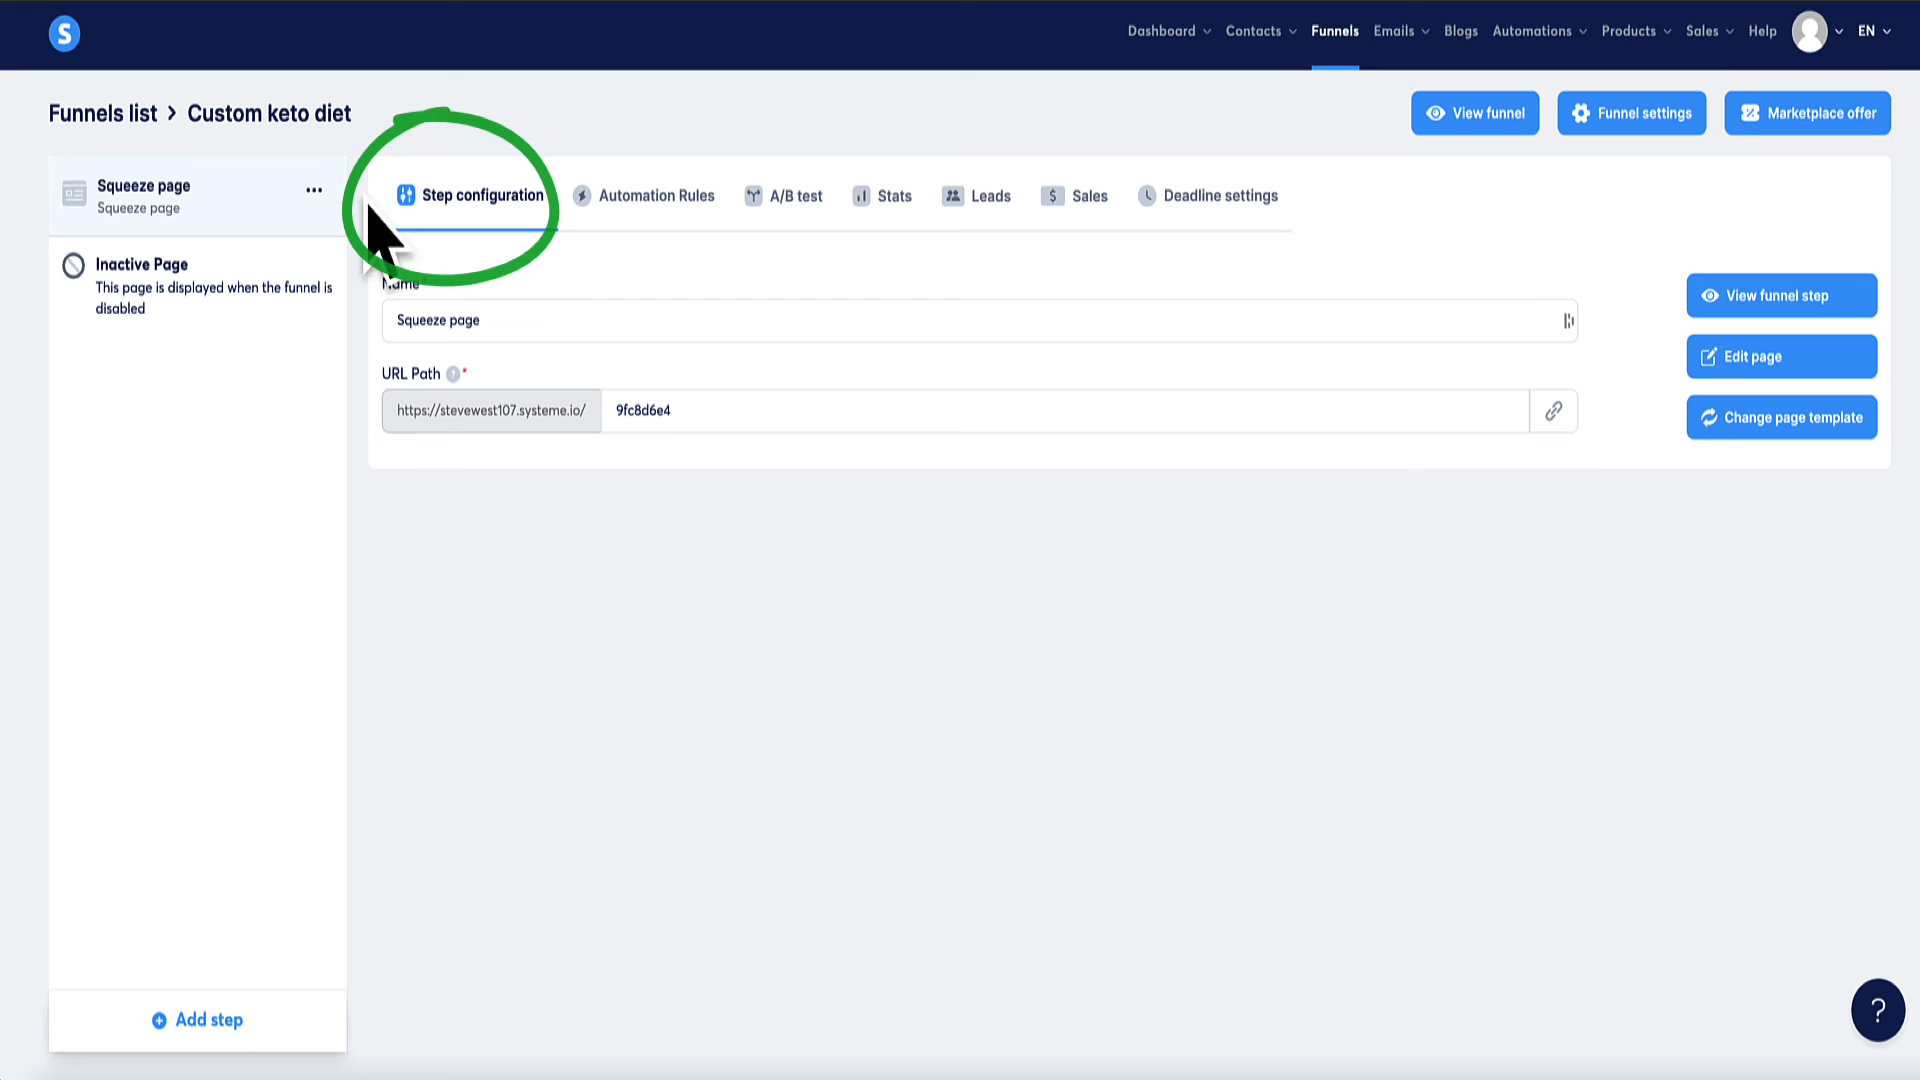 S
Dashboard Contacts Funnels Emails Blogs Automations Products Sales Help EN
Funnels list > Custom keto diet
View funnel
Funnel settings
Marketplace offer
Squeeze page
Squeeze page
Inactive Page
This page is displayed when the funnel is
disabled
Add step
Step configuration
Automation Rules
A/B test
Stats
Leads
$ Sales
Deadline settings
Name
Squeeze page
URL Path ? *
https://stevewest107.systeme.io/ 9fc8d6e4
View funnel step
Edit page
Change page template
?